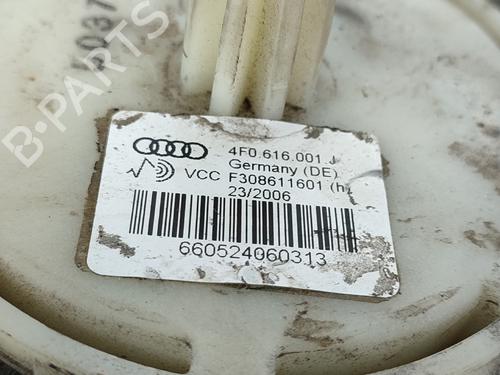 B-Parts
4F0.616.001.J
Germany (DE)
VCC F308611601 (h)
23/2006
660524060313